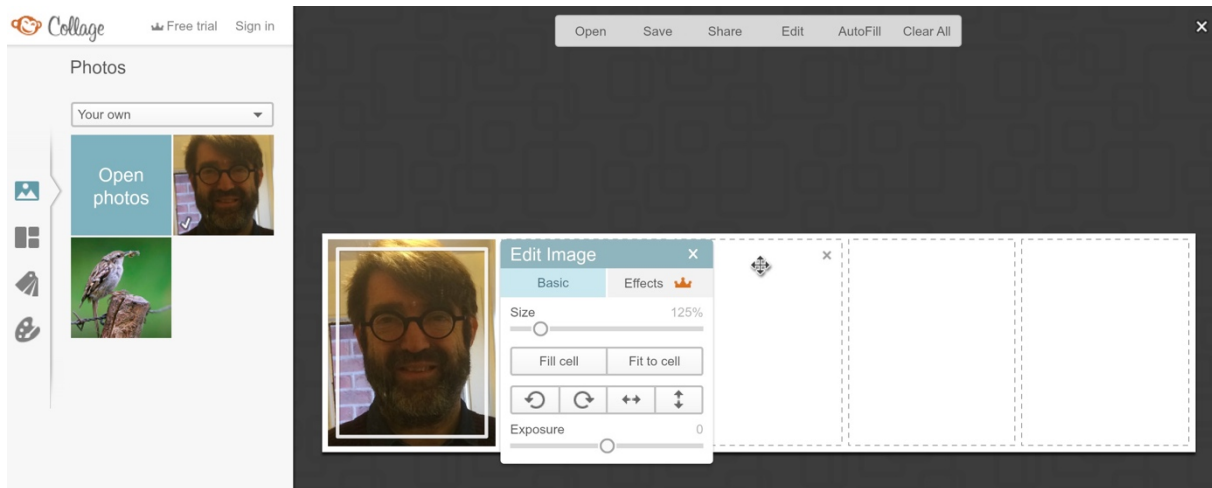 Collage
Free trial
Sign in
Open
Save
Share
Edit
AutoFill
Clear All
Photos
Your own
Open
photos
Edit Image
Basic
Effects
Size
125%
Fill cell
Fit to cell
Exposure
0